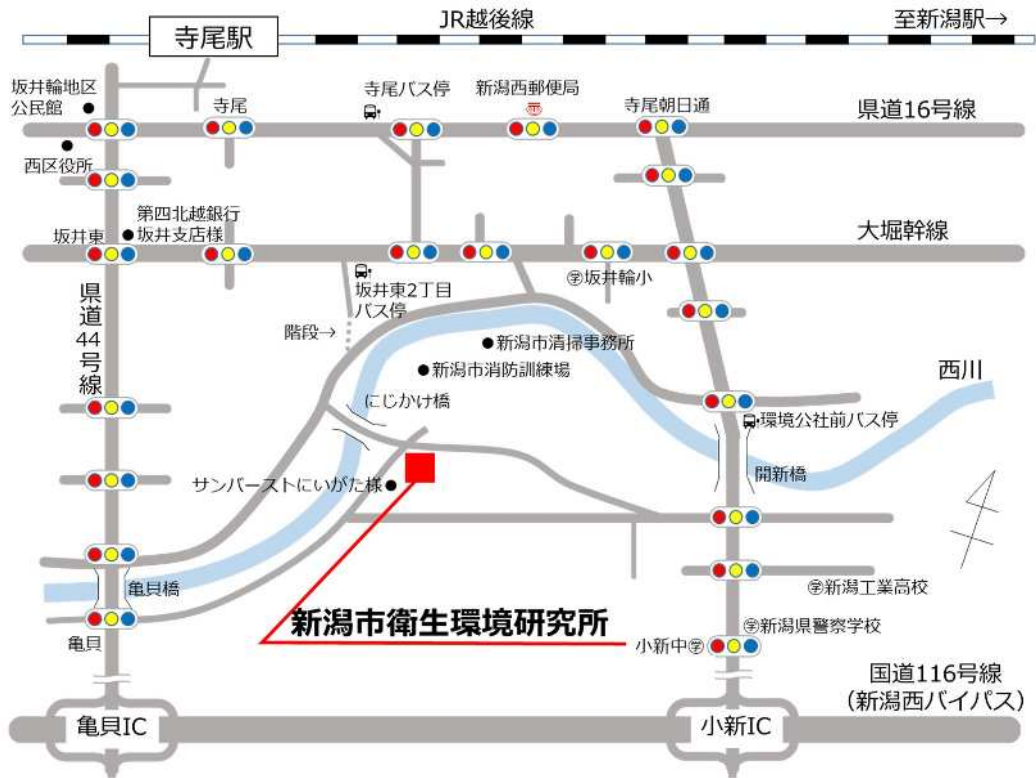 JR越後線
至新潟駅→
寺尾駅
坂井輪地区
公民館
寺尾
寺尾バス停
新潟西郵便局
寺尾朝日通
県道16号線
西区役所
第四北越銀行
坂井支店様
坂井東
大堀幹線
㊫坂井輪小
坂井東2丁目
バス停
階段→
県道44号線
新潟市清掃事務所
新潟市消防訓練場
西川
にじかけ橋
環境公社前バス停
開新橋
サンバーストにいがた様
亀貝橋
㊫新潟工業高校
新潟市衛生環境研究所
㊫新潟県警察学校
亀貝
小新中㊫
国道116号線
(新潟西バイパス)
亀貝IC
小新IC